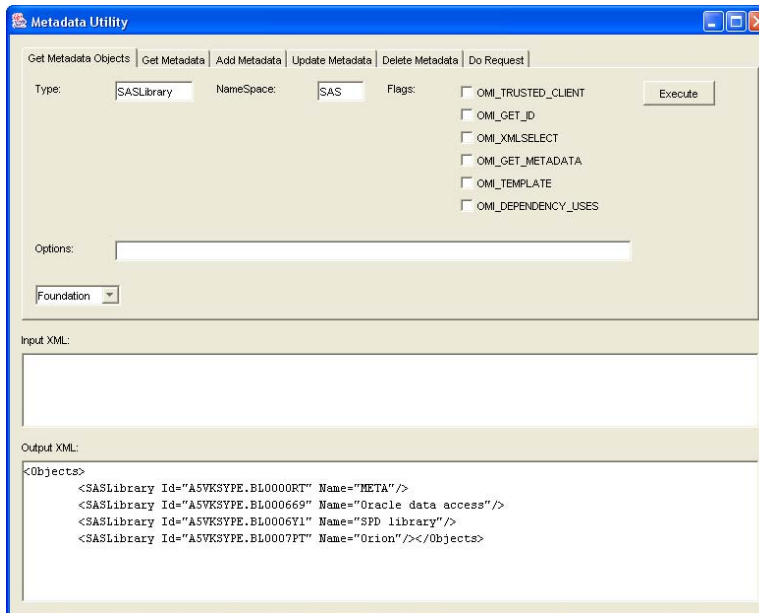 Metadata Utility
Get Metadata Objects Get Metadata Add Metadata Update Metadata Delete Metadata Do Request
Type: SASLibrary NameSpace: SAS Flags: OMI_TRUSTED_CLIENT Execute
OMI_GET_ID
OMI_XMLSELECT
OMI_GET_METADATA
OMI_TEMPLATE
OMI_DEPENDENCY_USES
Options:
Foundation
Input XML:
Output XML:
<Objects>
<SASLibrary Id="A5VKSYPE.BL0000RT" Name="META"/>
<SASLibrary Id="A5VKSYPE.BL000669" Name="Oracle data access"/>
<SASLibrary Id="A5VKSYPE.BL0006Y1" Name="SPD library"/>
<SASLibrary Id="A5VKSYPE.BL0007PT" Name="Orion"/></Objects>